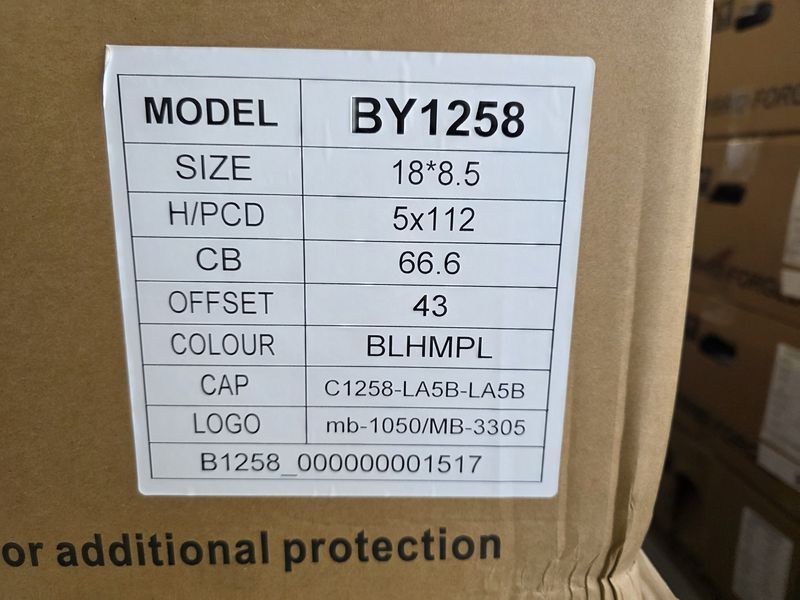 MODEL BY1258
SIZE 18*8.5
H/PCD 5x112
CB 66.6
OFFSET 43
COLOUR BLHMPL
CAP C1258-LA5B-LA5B
LOGO mb-1050/MB-3305
B1258_000000001517
or additional protection